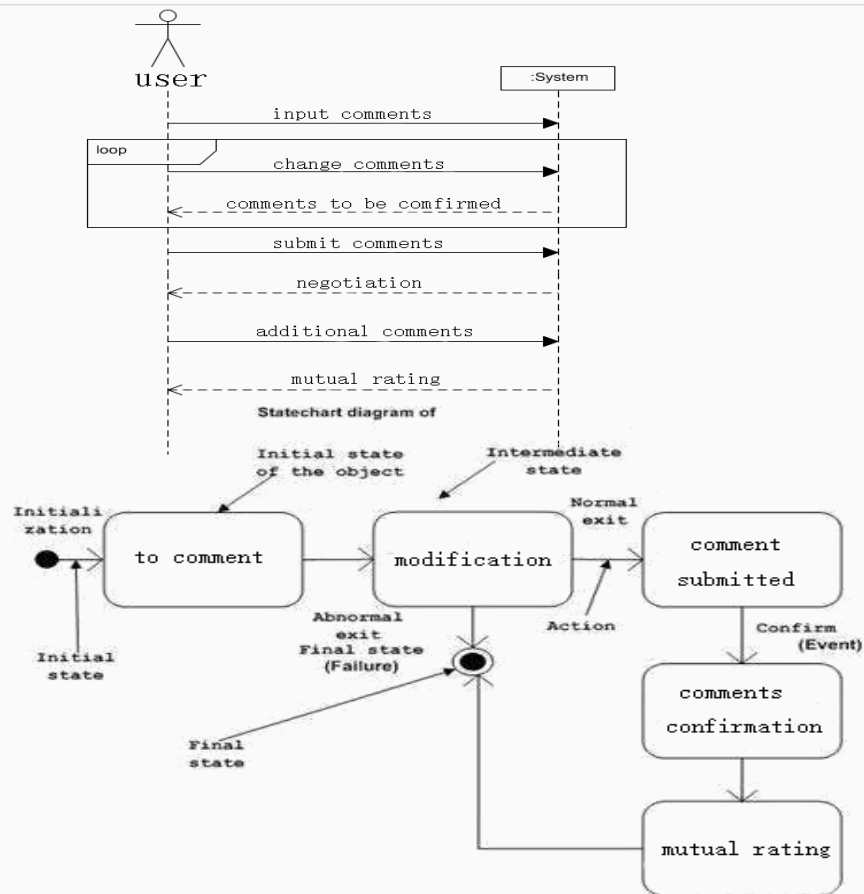 user
:System
input comments
loop
change comments
comments to be comfirmed
submit comments
negotiation
additional comments
mutual rating
Statechart diagram of
Initial state
of the object
Intermediate
state
Normal
exit
Initiali
zation
to comment
modification
comment
submitted
Abnormal
exit
Final state
(Failure)
Action
Confirm
(Event)
Initial
state
comments
confirmation
Final
state
mutual rating